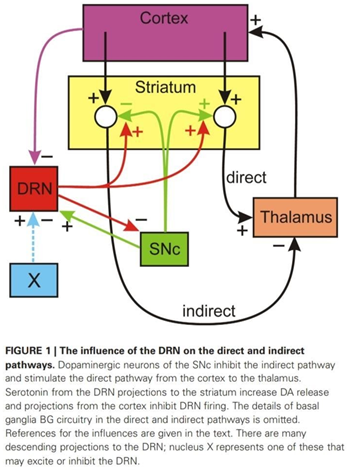 Cortex
+
+
+
Striatum
+
−
+
+
+
−
DRN
direct
+
−
−
+
Thalamus
+
−
SNc
X
indirect
FIGURE 1 | The influence of the DRN on the direct and indirect
pathways. Dopaminergic neurons of the SNc inhibit the indirect pathway
and stimulate the direct pathway from the cortex to the thalamus.
Serotonin from the DRN projections to the striatum increase DA release
and projections from the cortex inhibit DRN firing. The details of basal
ganglia BG circuitry in the direct and indirect pathways is omitted.
References for the influences are given in the text. There are many
descending projections to the DRN; nucleus X represents one of these that
may excite or inhibit the DRN.